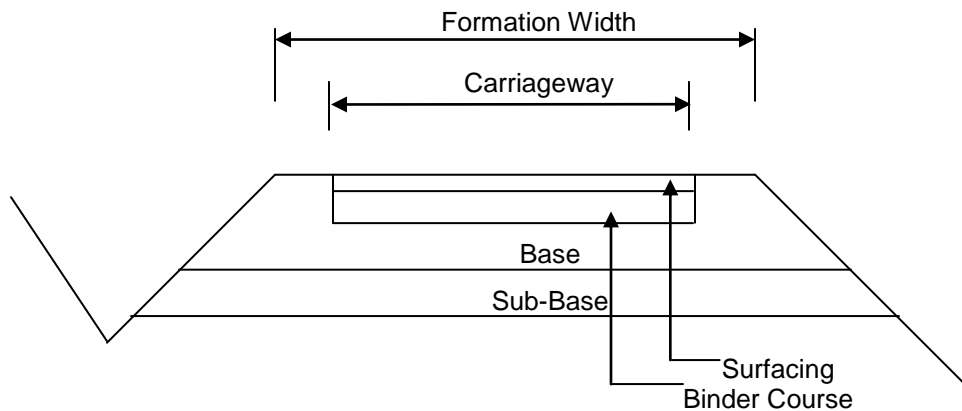 Formation Width
Carriageway
Base
Sub-Base
Surfacing
Binder Course